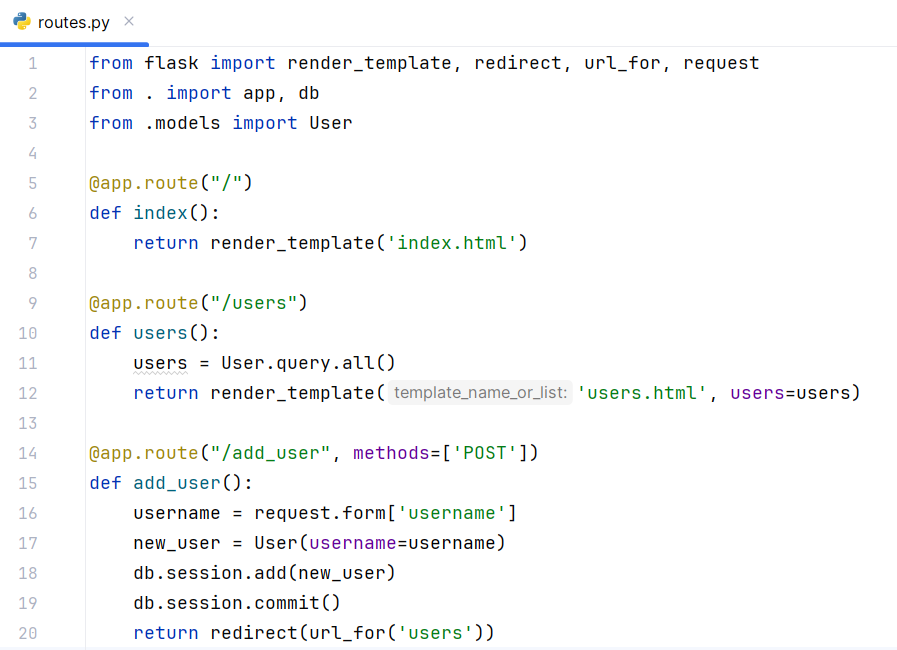 routes.py ×
1 from flask import render_template, redirect, url_for, request
2 from . import app, db
3 from .models import User
4
5 @app.route("/")
6 def index():
7     return render_template('index.html')
8
9 @app.route("/users")
10 def users():
11     users = User.query.all()
12     return render_template( template_name_or_list: 'users.html', users=users)
13
14 @app.route("/add_user", methods=['POST'])
15 def add_user():
16     username = request.form['username']
17     new_user = User(username=username)
18     db.session.add(new_user)
19     db.session.commit()
20     return redirect(url_for('users'))